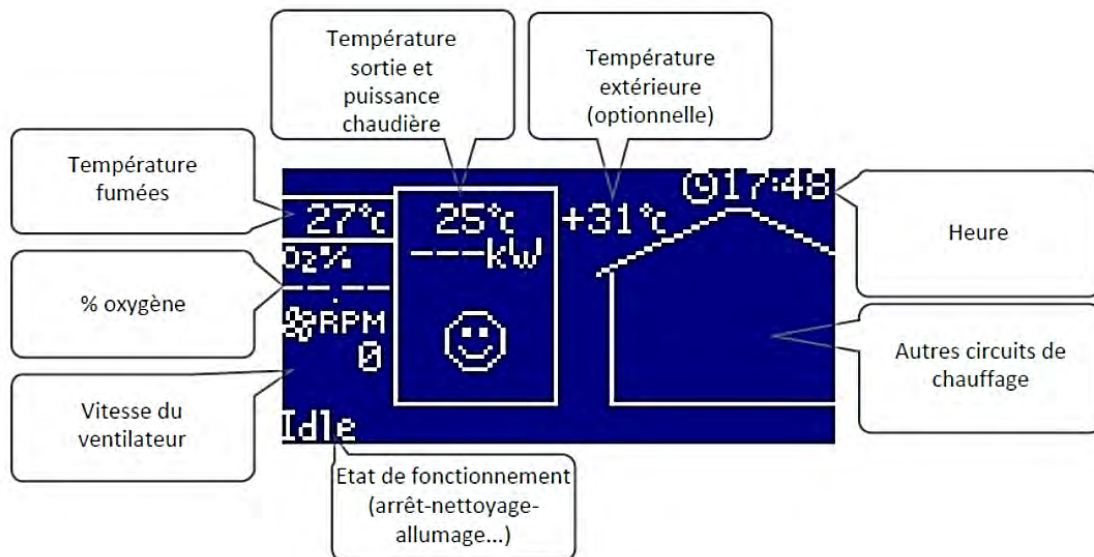 Température
sortie et
puissance
chaudière
Température
extérieure
(optionnelle)
Température
fumées
17:48
27°c
25°c
+31°c
Heure
O2%
---kW
% oxygène
--.--
RPM
0
Autres circuits de
chauffage
Vitesse du
ventilateur
Idle
Etat de fonctionnement
(arrêt-nettoyage-
allumage...)